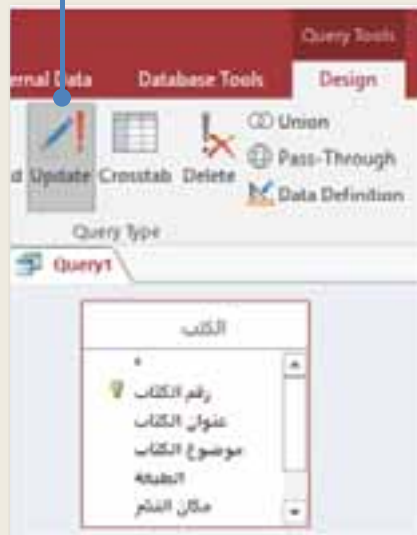 Query Tools
ernal Data Database Tools Design
d Update Crosstab Delete
Union
Pass-Through
Data Definition
Query Type
Query1
الكتب
*
رقم الكتاب
عنوان الكتاب
موضوع الكتاب
الطبعة
مكان النشر